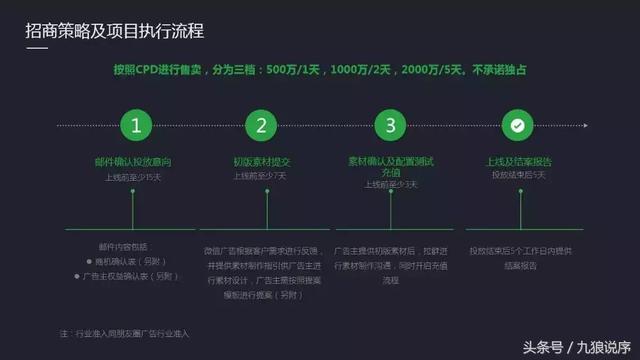 招商策略及项目执行流程
按照CPD进行售卖，分为三档：500万/1天，1000万/2天，2000万/5天。不承诺独占
1
2
3
邮件确认投放意向
上线前至少15天
初版素材提交
上线前至少7天
素材确认及配置测试
充值
上线前至少3天
上线及结案报告
投放结束后5天
邮件内容包括：
商机确认表（另附）
广告主权益确认表（另附）
微信广告根据客户需求进行反馈，
并提供素材制作指引供广告主进
行素材设计，广告主需按照提案
模板进行提案（另附）
广告主提供初版素材后，拉群进
行素材制作沟通，同时开启充值
流程
投放结束后5个工作日内提供
结案报告
注：行业准入同朋友圈广告行业准入
头条号 / 九狼说序